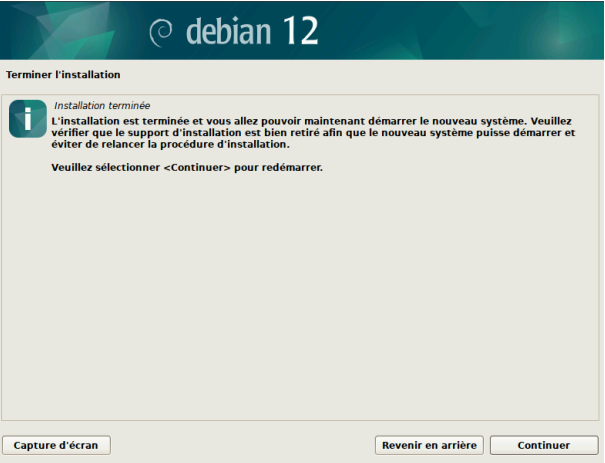 debian 12
Terminer l'installation
Installation terminée
L'installation est terminée et vous allez pouvoir maintenant démarrer le nouveau système. Veuillez
vérifier que le support d'installation est bien retiré afin que le nouveau système puisse démarrer et
éviter de relancer la procédure d'installation.
Veuillez sélectionner <Continuer> pour redémarrer.
Capture d'écran
Revenir en arrière
Continuer